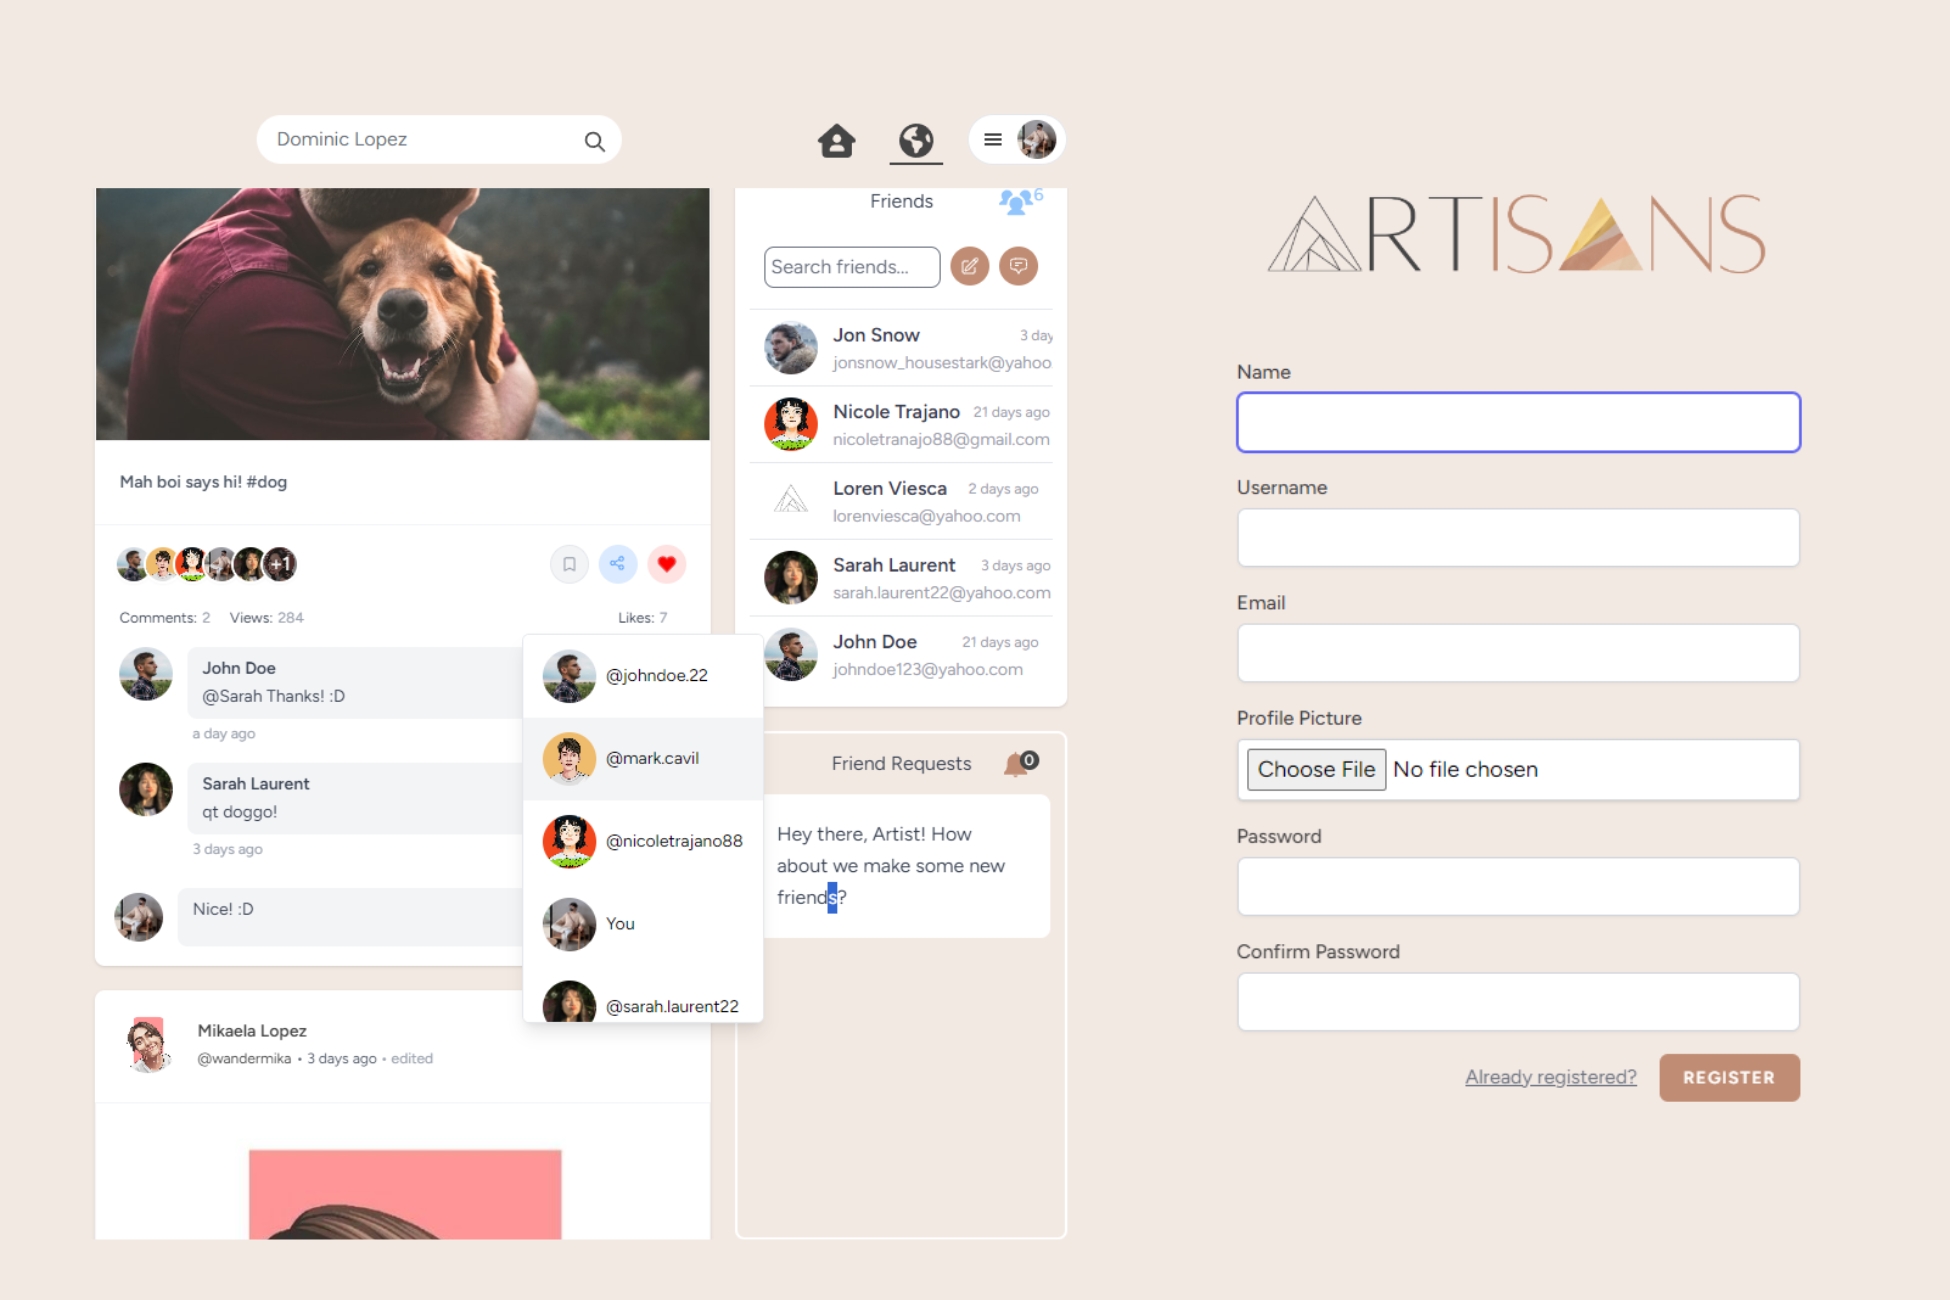 Dominic Lopez
Mah boi says hi! #dog
+1
Comments: 2 Views: 284
Likes: 7
John Doe
@Sarah Thanks! :D
a day ago
Sarah Laurent
qt doggo!
3 days ago
Nice! :D
@johndoe.22
@mark.cavil
@nicoletrajano88
You
@sarah.laurent22
Mikaela Lopez
@wandermika • 3 days ago • edited
Friends
6
Search friends...
Jon Snow 3 day
jonsnow_housestark@yahoo
Nicole Trajano 21 days ago
nicoletranajo88@gmail.com
Loren Viesca 2 days ago
lorenviesca@yahoo.com
Sarah Laurent 3 days ago
sarah.laurent22@yahoo.com
John Doe 21 days ago
johndoe123@yahoo.com
Friend Requests
0
Hey there, Artist! How
about we make some new
friends?
ARTISANS
Name
Username
Email
Profile Picture
Choose File No file chosen
Password
Confirm Password
Already registered? REGISTER